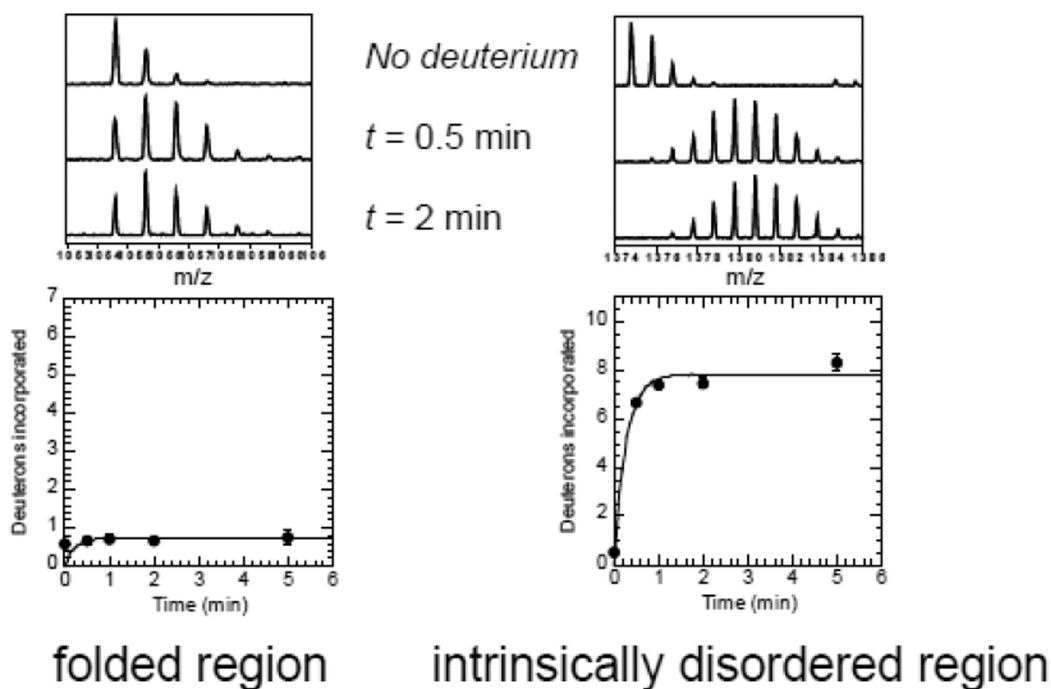 No deuterium
t = 0.5 min
t = 2 min
m/z
1374 1376 1378 1380 1382 1384 1386
m/z
7
6
5
4
3
2
1
0
Deuterons incorporated
0 1 2 3 4 5 6
Time (min)
10
8
6
4
2
0
Deuterons incorporated
0 1 2 3 4 5 6
Time (min)
folded region
intrinsically disordered region